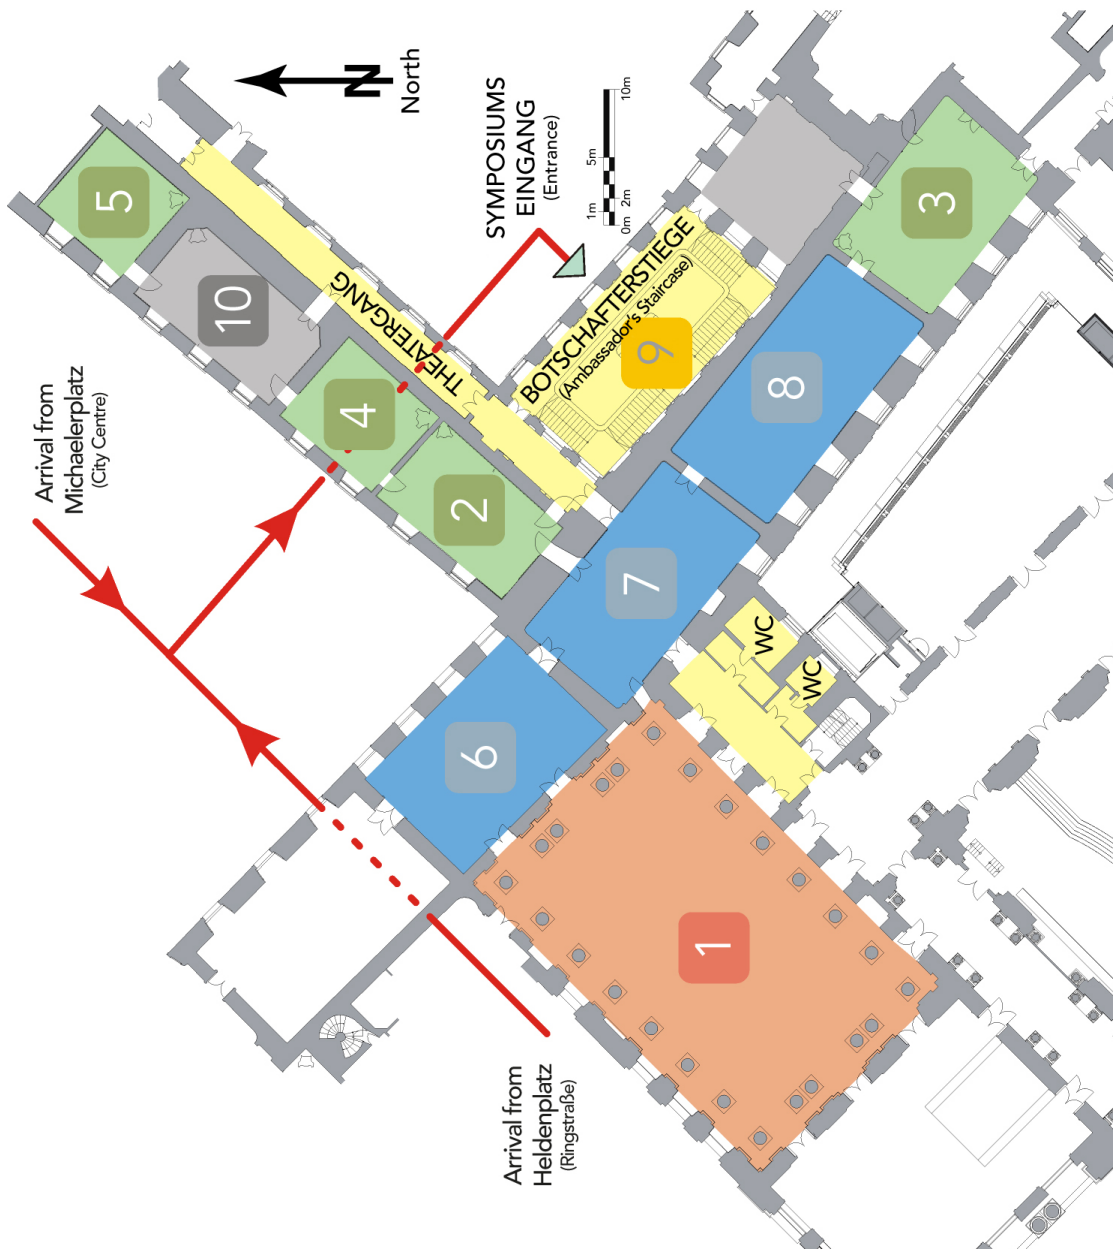 Arrival from
Michaelerplatz
(City Centre)
N
North
SYMPOSIUMS
EINGANG
(Entrance)
0m
1m
2m
5m
10m
5
10
THEATERGANG
4
2
BOTSCHAFTERSTIEGE
(Ambassador's Staircase)
9
3
8
7
6
WC
WC
1
Arrival from
Heldenplatz
(Ringstraße)